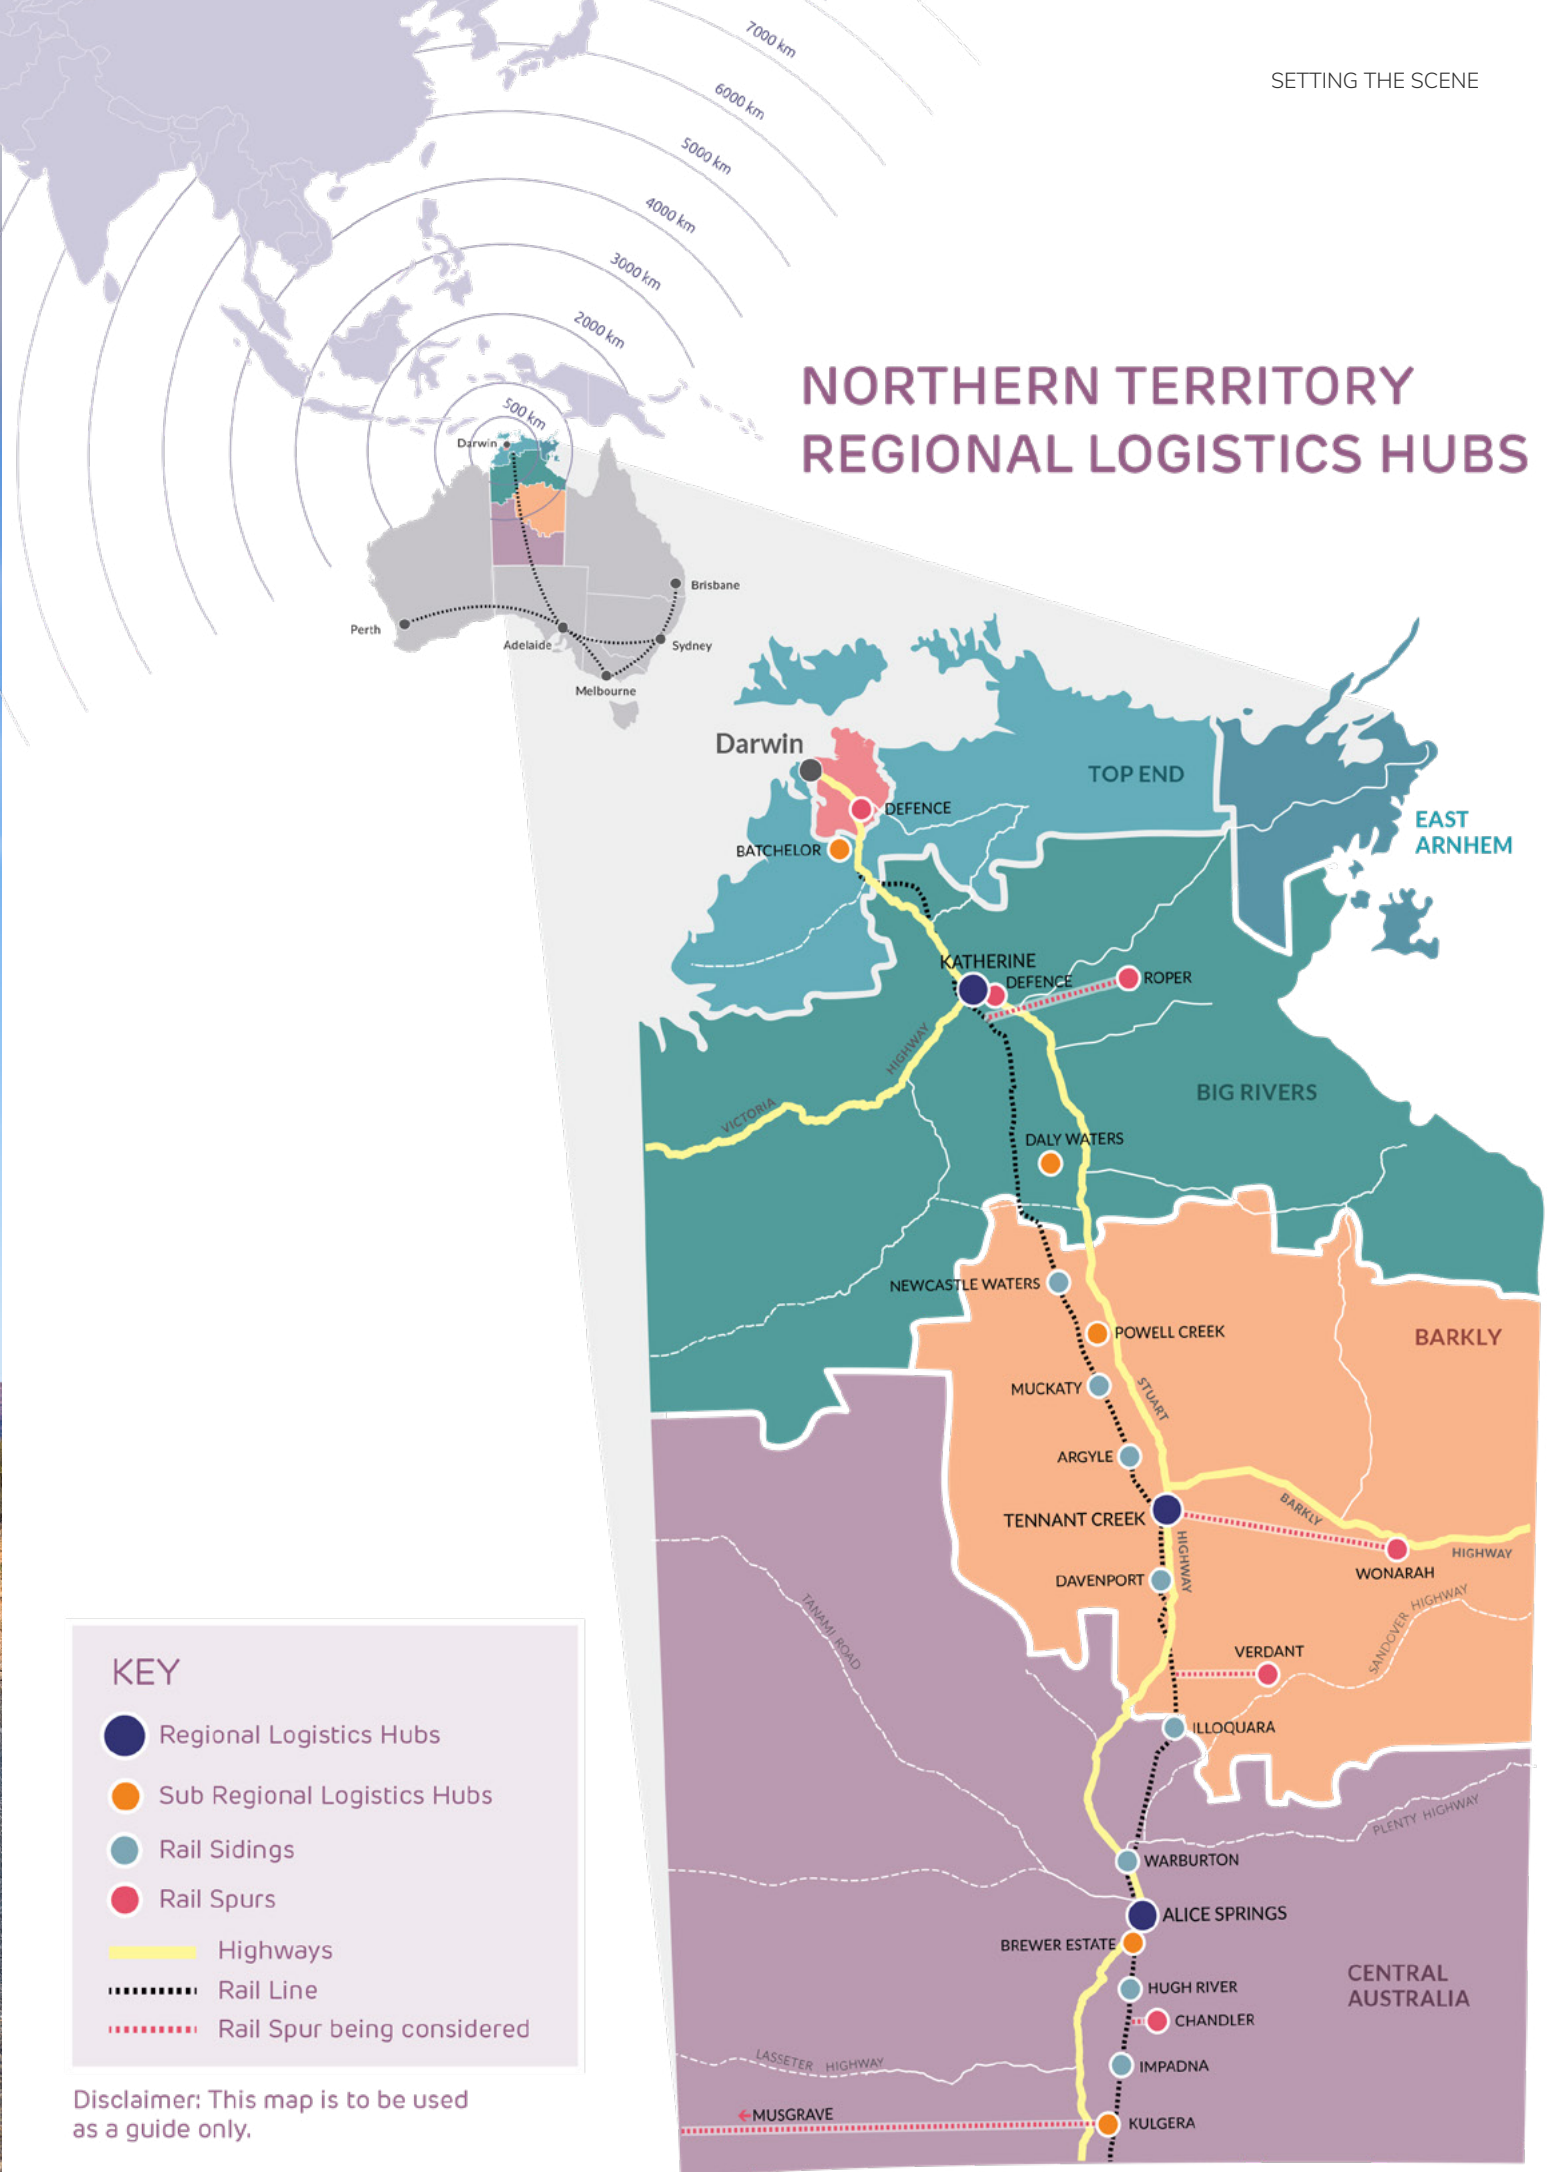 SETTING THE SCENE
7000 km
6000 km
5000 km
4000 km
3000 km
2000 km
500 km
NORTHERN TERRITORY
REGIONAL LOGISTICS HUBS
Darwin
Brisbane
Perth
Adelaide
Sydney
Melbourne
Darwin
TOP END
DEFENCE
EAST
ARNHEM
BATCHELOR
KATHERINE
DEFENCE
ROPER
HIGHWAY
VICTORIA
BIG RIVERS
DALY WATERS
NEWCASTLE WATERS
POWELL CREEK
BARKLY
MUCKATY
STUART
ARGYLE
TENNANT CREEK
BARKLY
HIGHWAY
HIGHWAY
WONARAH
DAVENPORT
TANAMI ROAD
SANDOVER HIGHWAY
VERDANT
ILLOQUARA
PLENTY HIGHWAY
WARBURTON
ALICE SPRINGS
BREWER ESTATE
CENTRAL
AUSTRALIA
HUGH RIVER
CHANDLER
LASSETER HIGHWAY
IMPADNA
MUSGRAVE
KULGERA
KEY
Regional Logistics Hubs
Sub Regional Logistics Hubs
Rail Sidings
Rail Spurs
Highways
Rail Line
Rail Spur being considered
Disclaimer: This map is to be used
as a guide only.